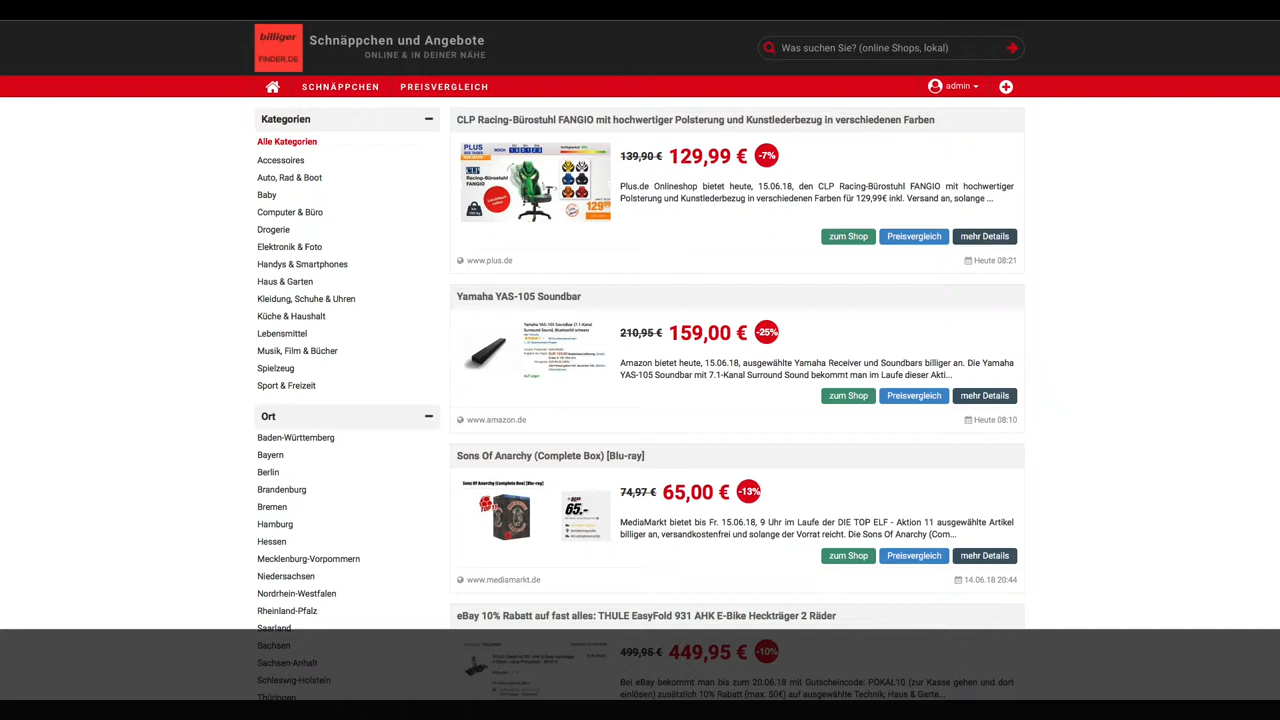 billiger
FINDER.DE
Schnäppchen und Angebote
ONLINE & IN DEINER NÄHE
Was suchen Sie? (online Shops, lokal)
SCHNÄPPCHEN
PREISVERGLEICH
admin
Kategorien
Alle Kategorien
Accessoires
Auto, Rad & Boot
Baby
Computer & Büro
Drogerie
Elektronik & Foto
Handys & Smartphones
Haus & Garten
Kleidung, Schuhe & Uhren
Küche & Haushalt
Lebensmittel
Musik, Film & Bücher
Spielzeug
Sport & Freizeit
Ort
Baden-Württemberg
Bayern
Berlin
Brandenburg
Bremen
Hamburg
Hessen
Mecklenburg-Vorpommern
Niedersachsen
Nordrhein-Westfalen
Rheinland-Pfalz
Saarland
Sachsen
Sachsen-Anhalt
Schleswig-Holstein
Thüringen
CLP Racing-Bürostuhl FANGIO mit hochwertiger Polsterung und Kunstlederbezug in verschiedenen Farben
PLUS
CLP
Racing-Bürostuhl
FANGIO
139,90 € 129,99 € -7%
Plus.de Onlineshop bietet heute, 15.06.18, den CLP Racing-Bürostuhl FANGIO mit hochwertiger
Polsterung und Kunstlederbezug in verschiedenen Farben für 129,99€ inkl. Versand an, solange ...
zum Shop Preisvergleich mehr Details
www.plus.de
Heute 08:21
Yamaha YAS-105 Soundbar
210,95 € 159,00 € -25%
Amazon bietet heute, 15.06.18, ausgewählte Yamaha Receiver und Soundbars billiger an. Die Yamaha
YAS-105 Soundbar mit 7.1-Kanal Surround Sound bekommt man im Laufe dieser Akti...
zum Shop Preisvergleich mehr Details
www.amazon.de
Heute 08:10
Sons Of Anarchy (Complete Box) [Blu-ray]
Sons Of Anarchy (Complete Box) [Blu-ray]
65,-
74,97 € 65,00 € -13%
MediaMarkt bietet bis Fr. 15.06.18, 9 Uhr im Laufe der DIE TOP ELF - Aktion 11 ausgewählte Artikel
billiger an, versandkostenfrei und solange der Vorrat reicht. Die Sons Of Anarchy (Com...
zum Shop Preisvergleich mehr Details
www.mediamarkt.de
14.06.18 20:44
eBay 10% Rabatt auf fast alles: THULE EasyFold 931 AHK E-Bike Heckträger 2 Räder
499,95 € 449,95 € -10%
Bei eBay bekommt man bis zum 20.06.18 mit Gutscheincode: POKAL10 (zur Kasse gehen und dort
einlösen) zusätzlich 10% Rabatt (max. 50€) auf ausgewählte Technik, Haus & Garte...